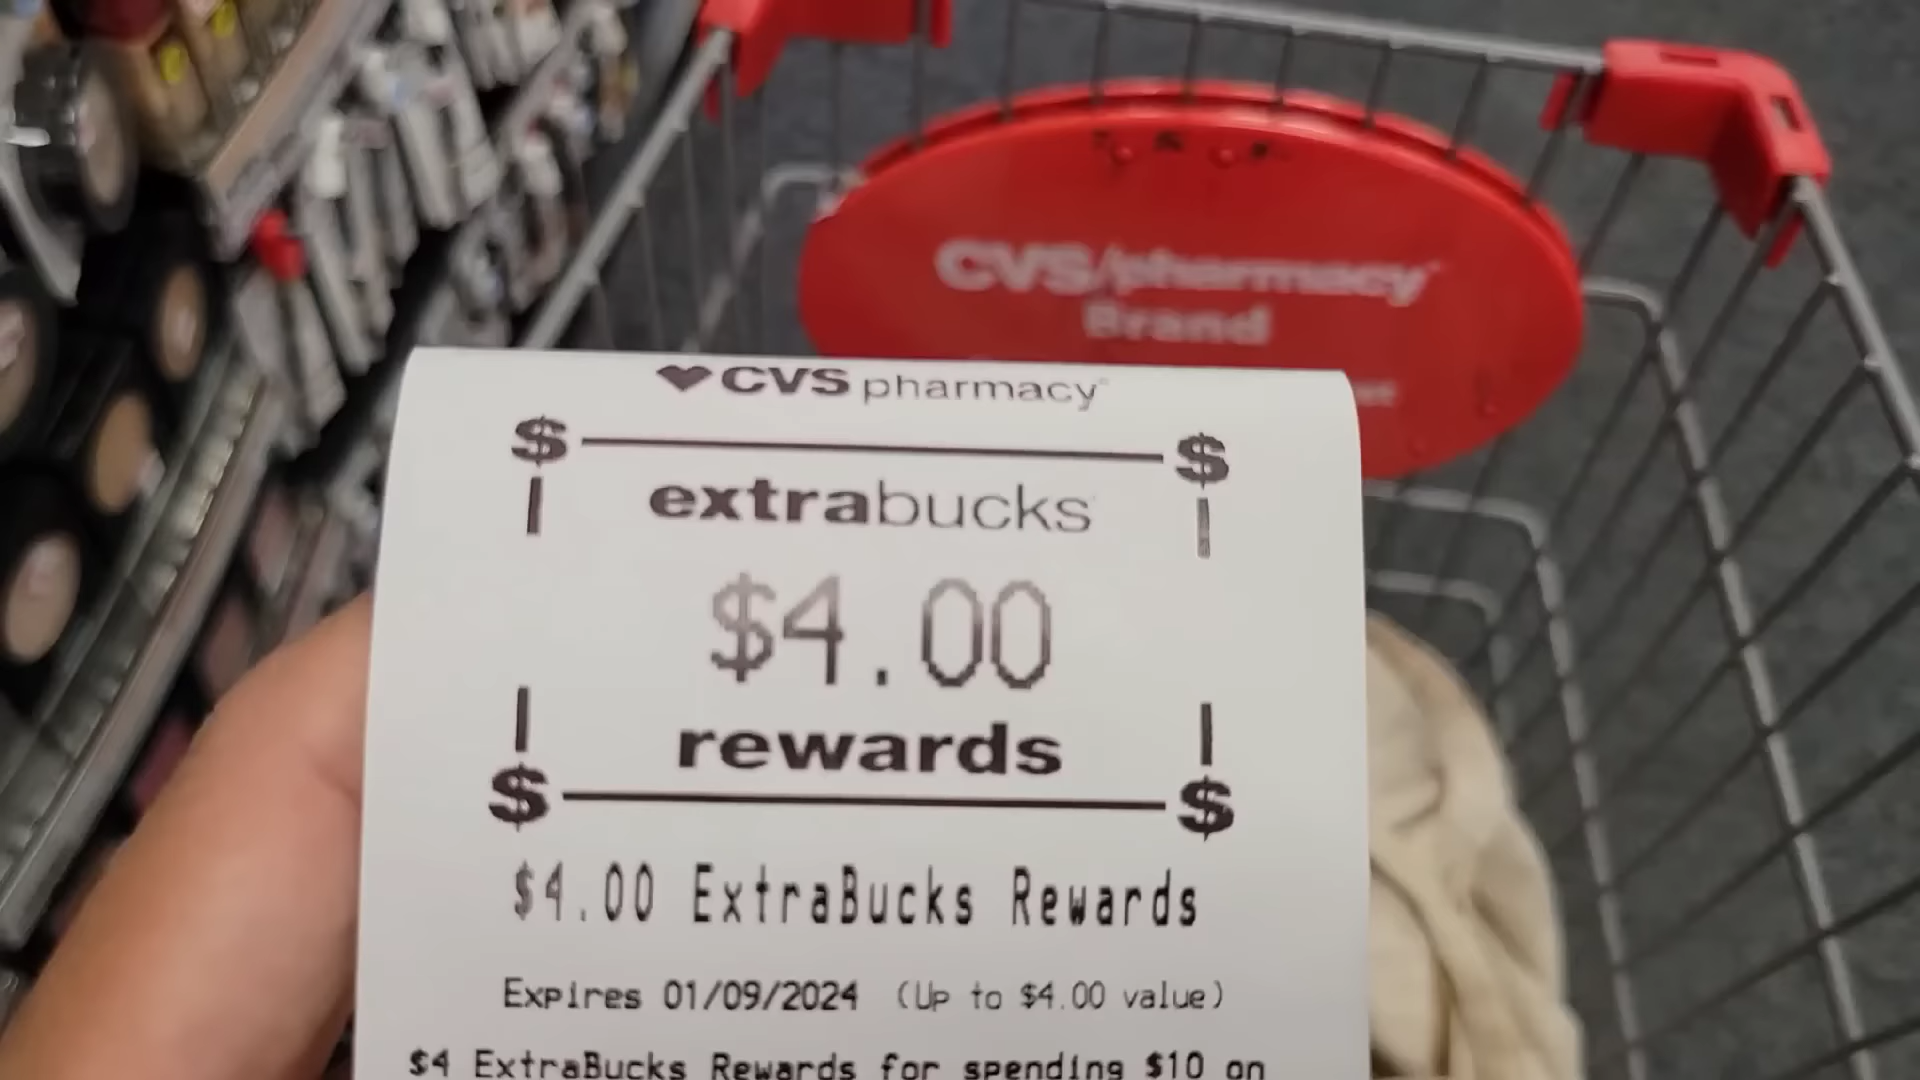 CVS/pharmacy
Brand
CVS pharmacy
$ $
extrabucks
$4.00
rewards
$ $
$4.00 ExtraBucks Rewards
Expires 01/09/2024 (Up to $4.00 value)
$4 ExtraBucks Rewards for spending $10 on